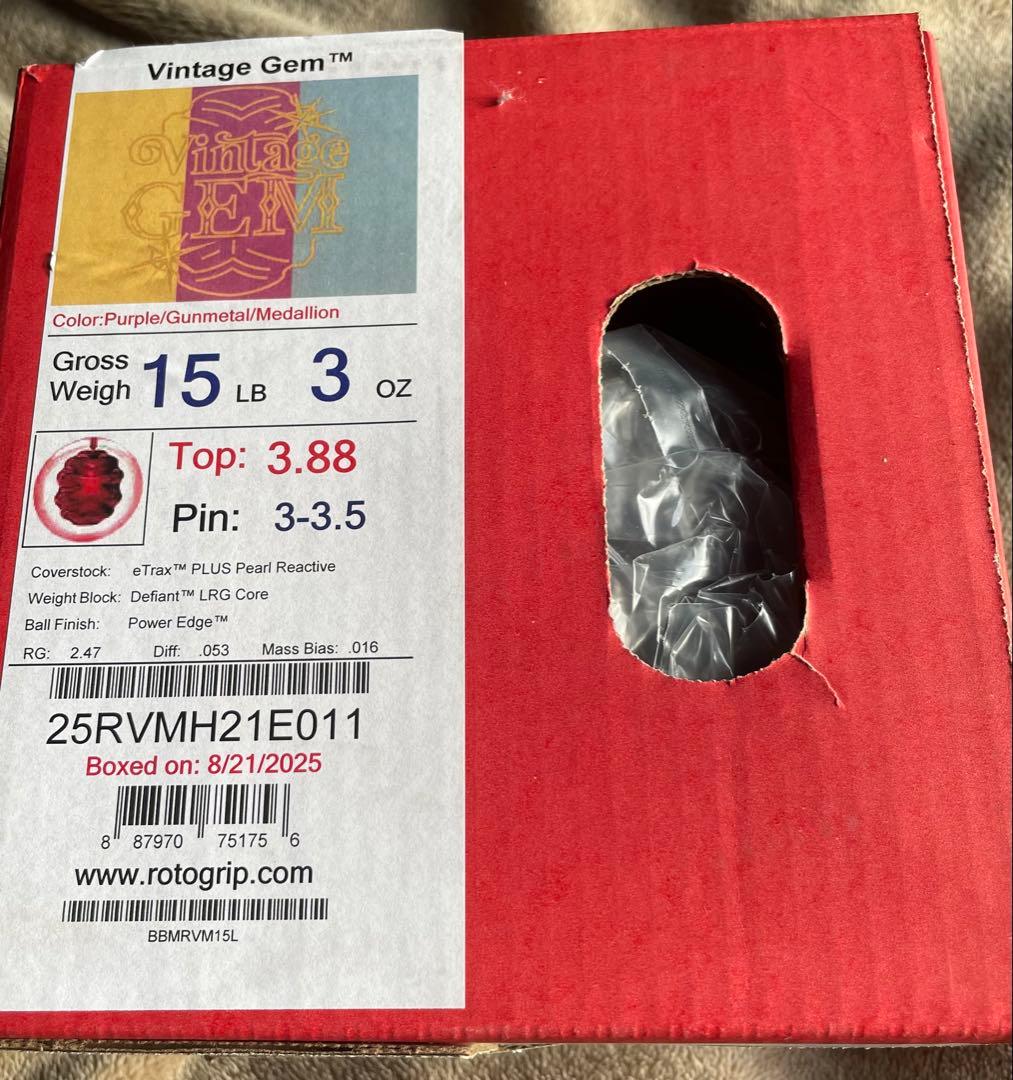 Vintage Gem™
Vintage
GEM
Color:Purple/Gunmetal/Medallion
Gross Weigh 15 LB 3 OZ
Top: 3.88
Pin: 3-3.5
Coverstock: eTrax™ PLUS Pearl Reactive
Weight Block: Defiant™ LRG Core
Ball Finish: Power Edge™
RG: 2.47 Diff: .053 Mass Bias: .016
25RVMH21E011
Boxed on: 8/21/2025
8 87970 75175 6
www.rotogrip.com
BBMRVM15L